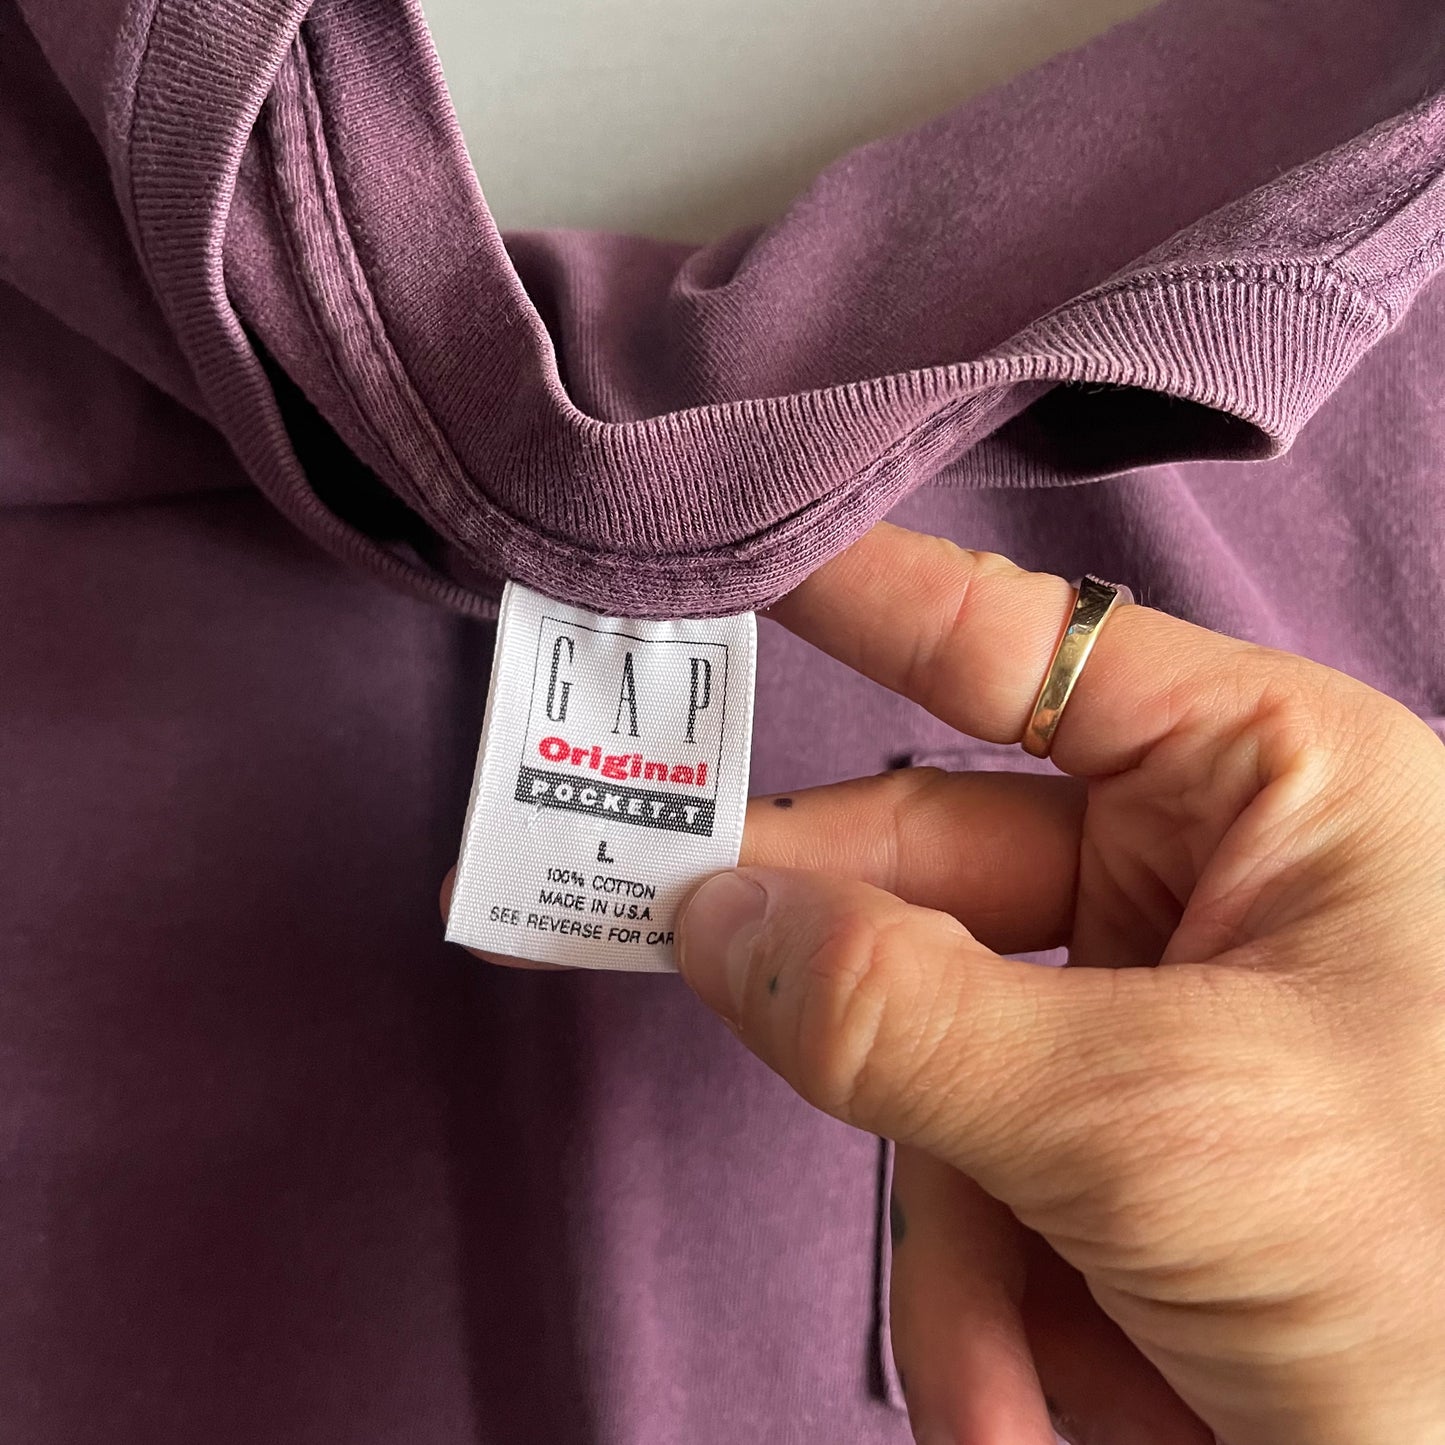 GAP
Original
POCKET-T
L
100% COTTON
MADE IN U.S.A.
SEE REVERSE FOR CAR